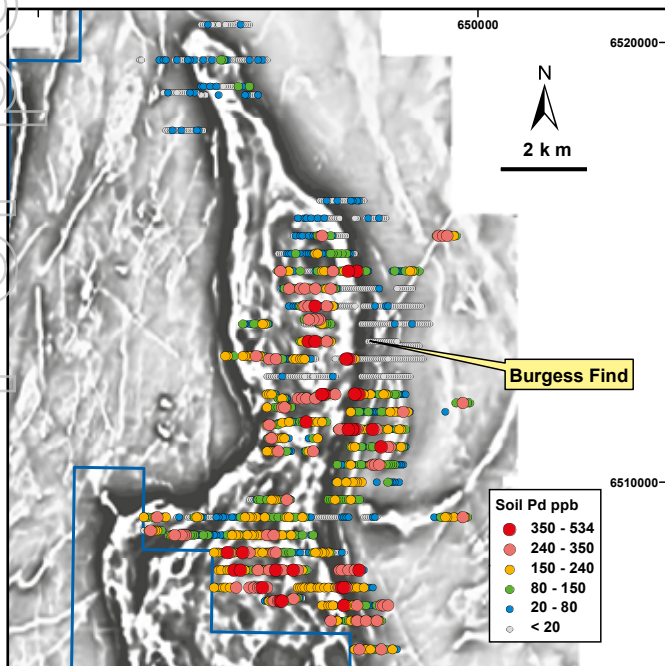 650000
6520000
N
2 k m
Burgess Find
6510000
Soil Pd ppb
350 - 534
240 - 350
150 - 240
80 - 150
20 - 80
< 20